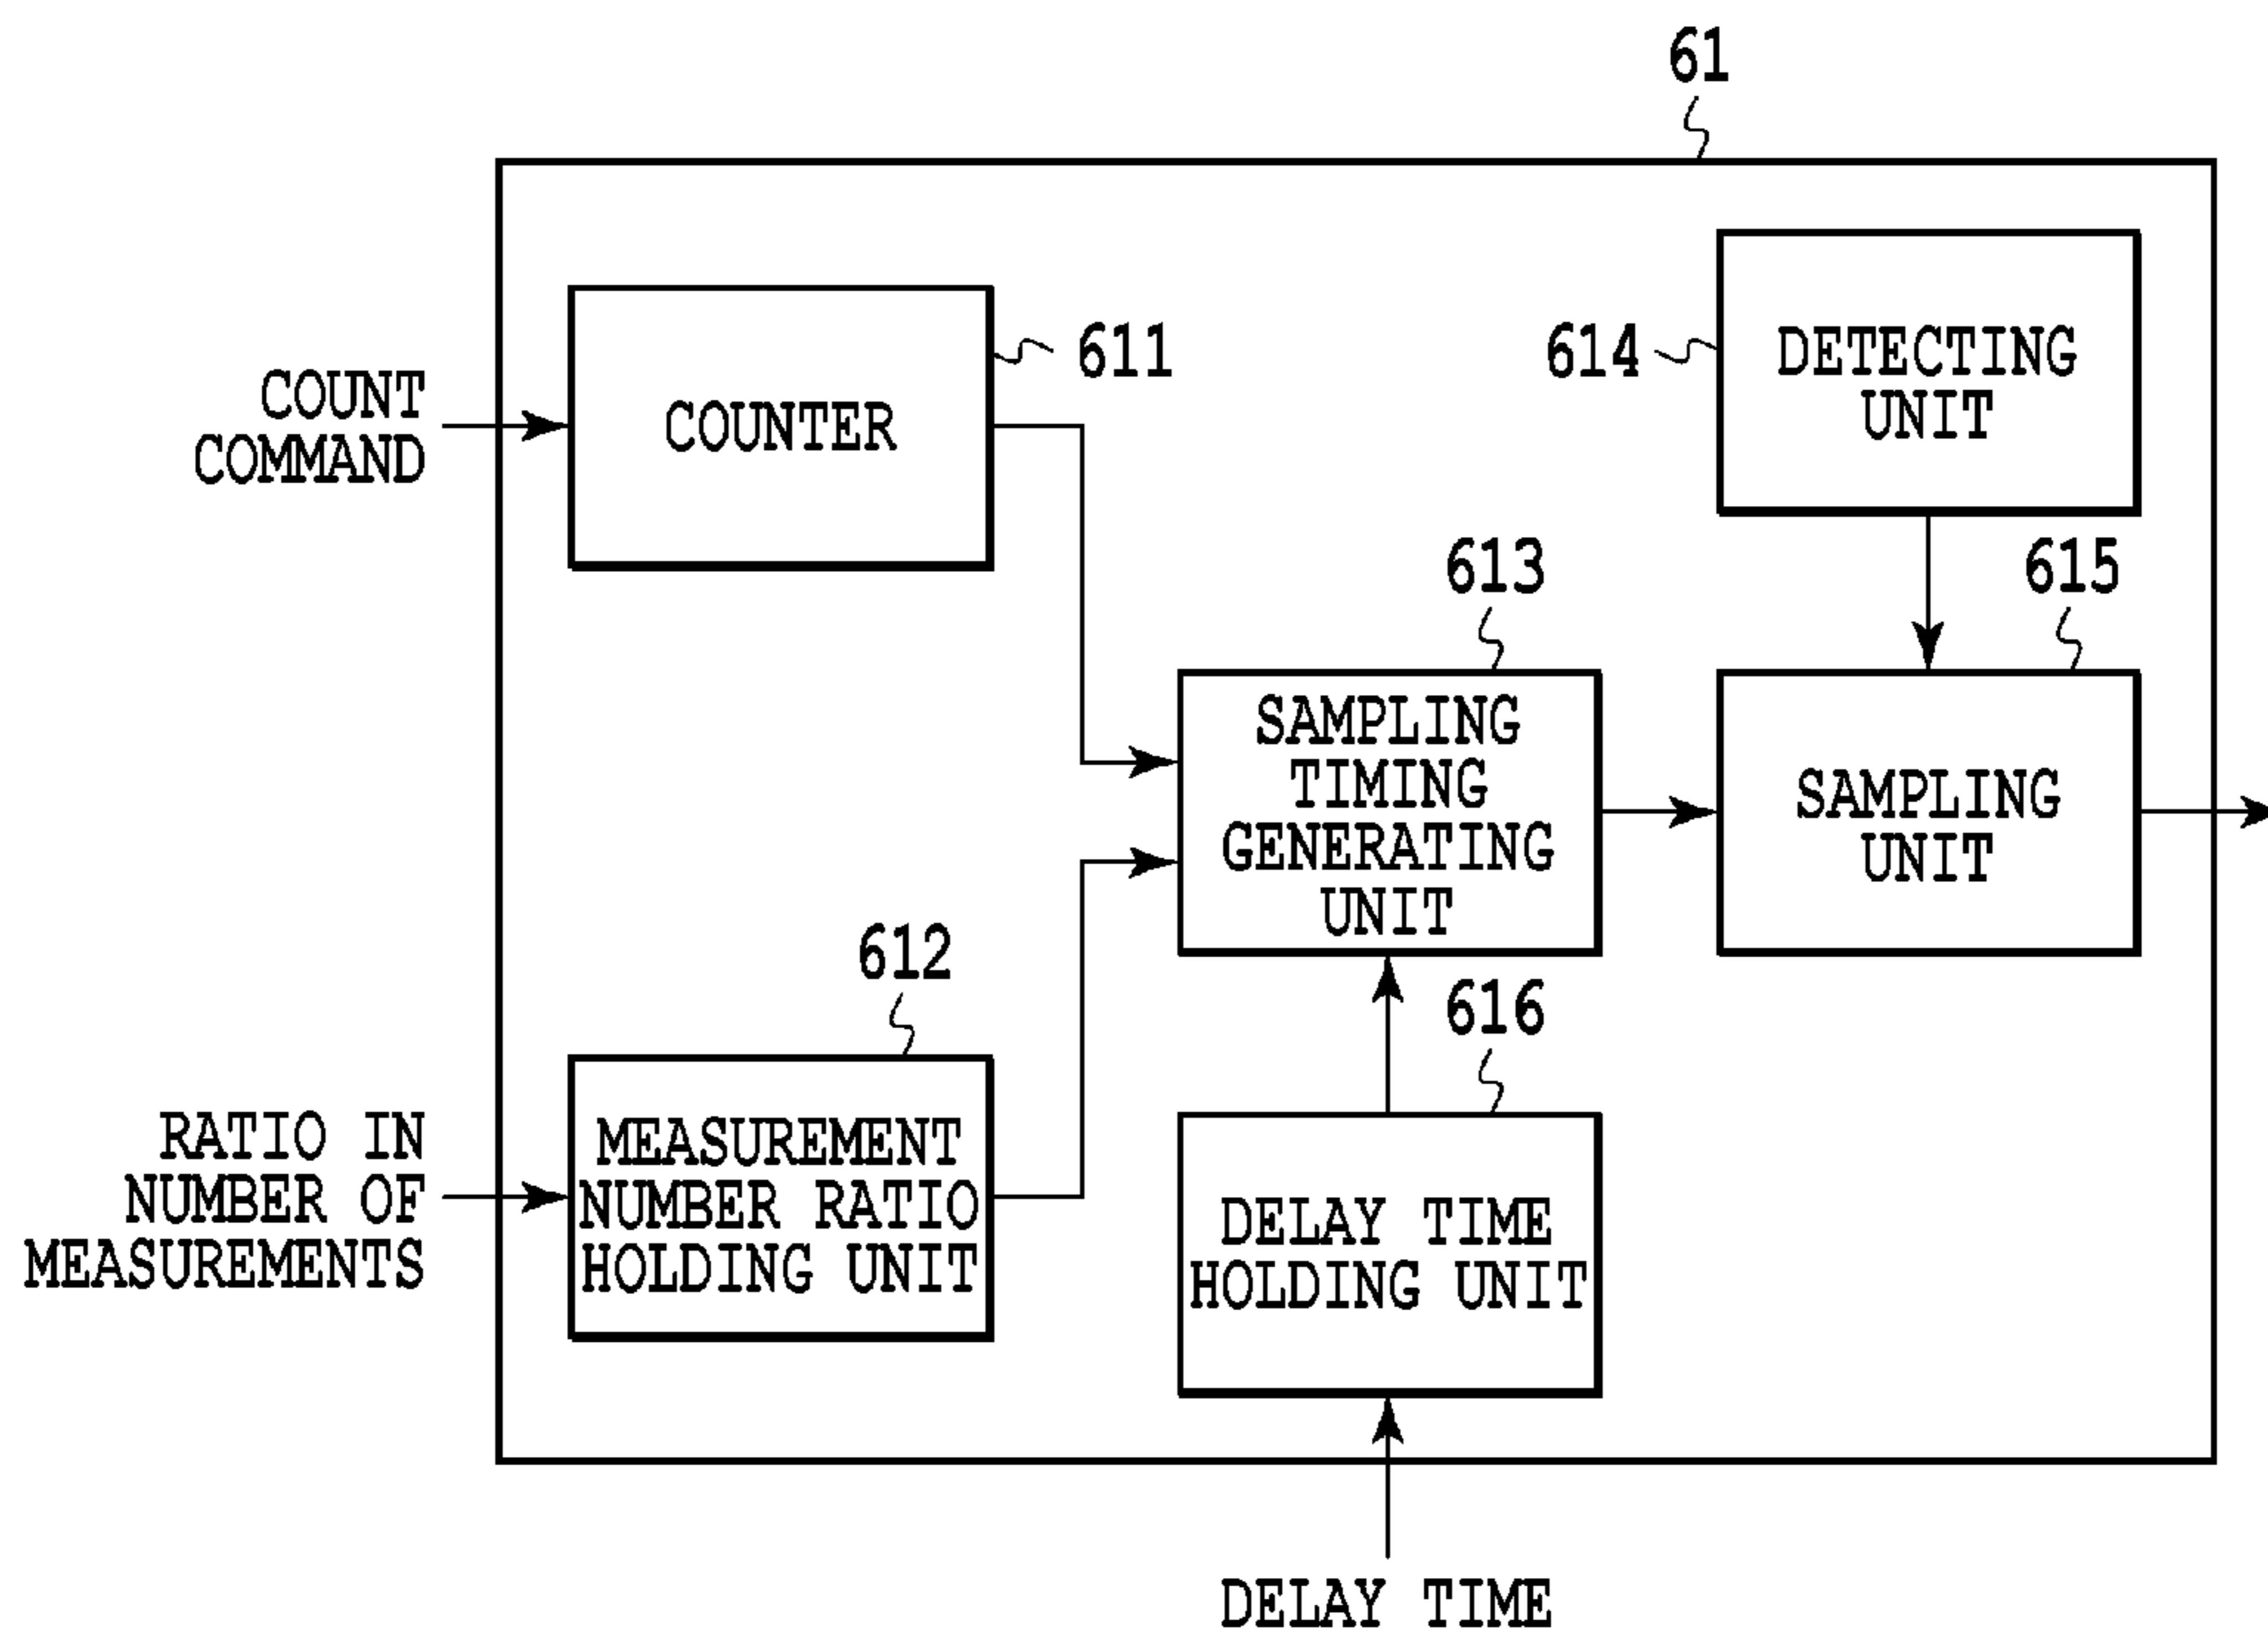 61
COUNTER
611
614
DETECTING
UNIT
COUNT
COMMAND
613
615
SAMPLING
TIMING
GENERATING
UNIT
SAMPLING
UNIT
612
616
MEASUREMENT
NUMBER RATIO
HOLDING UNIT
RATIO IN
NUMBER OF
MEASUREMENTS
DELAY TIME
HOLDING UNIT
DELAY TIME